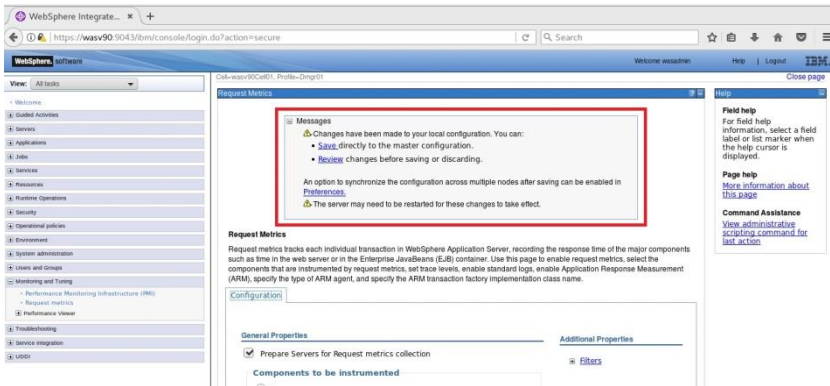 WebSphere Integrate...
https://wasv90:9043/ibm/console/login.do?action=secure
Search
WebSphere. software
Welcome wasadmin
Help | Logout
IBM.
View: All tasks
Cell=wasv90Cell01, Profile=Dmgr01
Close page
Welcome
Guided Activities
Servers
Applications
Jobs
Services
Resources
Runtime Operations
Security
Operational policies
Environment
System administration
Users and Groups
Monitoring and Tuning
Performance Monitoring Infrastructure (PMI)
Request metrics
Performance Viewer
Troubleshooting
Service integration
UDDI
Request Metrics
Messages
Changes have been made to your local configuration. You can:
Save directly to the master configuration.
Review changes before saving or discarding.
An option to synchronize the configuration across multiple nodes after saving can be enabled in
Preferences.
The server may need to be restarted for these changes to take effect.
Request Metrics
Request metrics tracks each individual transaction in WebSphere Application Server, recording the response time of the major components
such as time in the web server or in the Enterprise JavaBeans (EJB) container. Use this page to enable request metrics, select the
components that are instrumented by request metrics, set trace levels, enable standard logs, enable Application Response Measurement
(ARM), specify the type of ARM agent, and specify the ARM transaction factory implementation
class name.
Configuration
General Properties
Prepare Servers for Request metrics collection
Components to be instrumented
Additional Properties
Filters
Help
Field help
For field help
information, select a field
label or list marker when
the help cursor is
displayed.
Page help
More information about
this page
Command Assistance
View administrative
scripting command for
last action